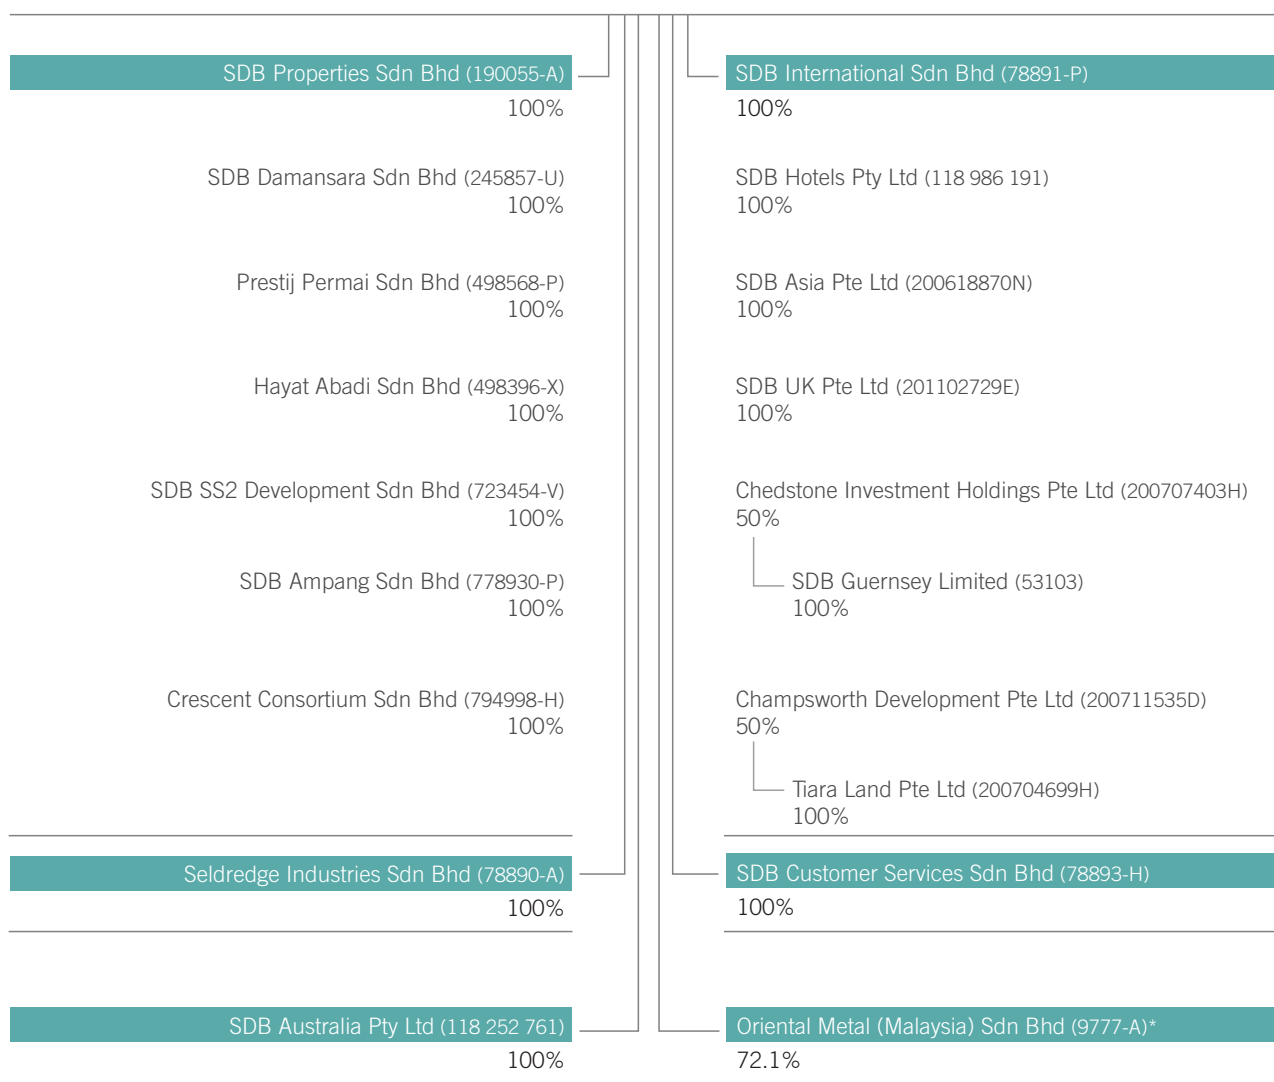 SDB Properties Sdn Bhd (190055-A)
100%
SDB Damansara Sdn Bhd (245857-U)
100%
Prestij Permai Sdn Bhd (498568-P)
100%
Hayat Abadi Sdn Bhd (498396-X)
100%
SDB SS2 Development Sdn Bhd (723454-V)
100%
SDB Ampang Sdn Bhd (778930-P)
100%
Crescent Consortium Sdn Bhd (794998-H)
100%
Seldredge Industries Sdn Bhd (78890-A)
100%
SDB Australia Pty Ltd (118 252 761)
100%
SDB International Sdn Bhd (78891-P)
100%
SDB Hotels Pty Ltd (118 986 191)
100%
SDB Asia Pte Ltd (200618870N)
100%
SDB UK Pte Ltd (201102729E)
100%
Chedstone Investment Holdings Pte Ltd (200707403H)
50%
SDB Guernsey Limited (53103)
100%
Champsworth Development Pte Ltd (200711535D)
50%
Tiara Land Pte Ltd (200704699H)
100%
SDB Customer Services Sdn Bhd (78893-H)
100%
Oriental Metal (Malaysia) Sdn Bhd (9777-A)*
72.1%